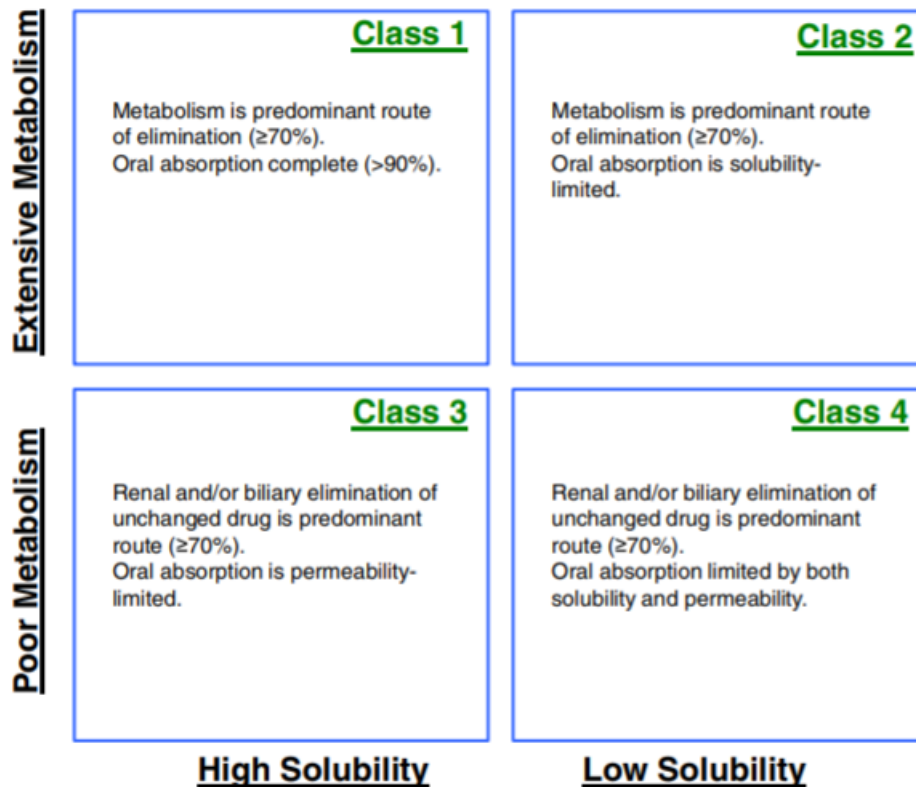 Extensive Metabolism
Class 1
Metabolism is predominant route
of elimination (≥70%).
Oral absorption complete (>90%).
Class 2
Metabolism is predominant route
of elimination (≥70%).
Oral absorption is solubility-
limited.
Poor Metabolism
Class 3
Renal and/or biliary elimination of
unchanged drug is predominant
route (≥70%).
Oral absorption is permeability-
limited.
Class 4
Renal and/or biliary elimination of
unchanged drug is predominant
route (≥70%).
Oral absorption limited by both
solubility and permeability.
High Solubility
Low Solubility